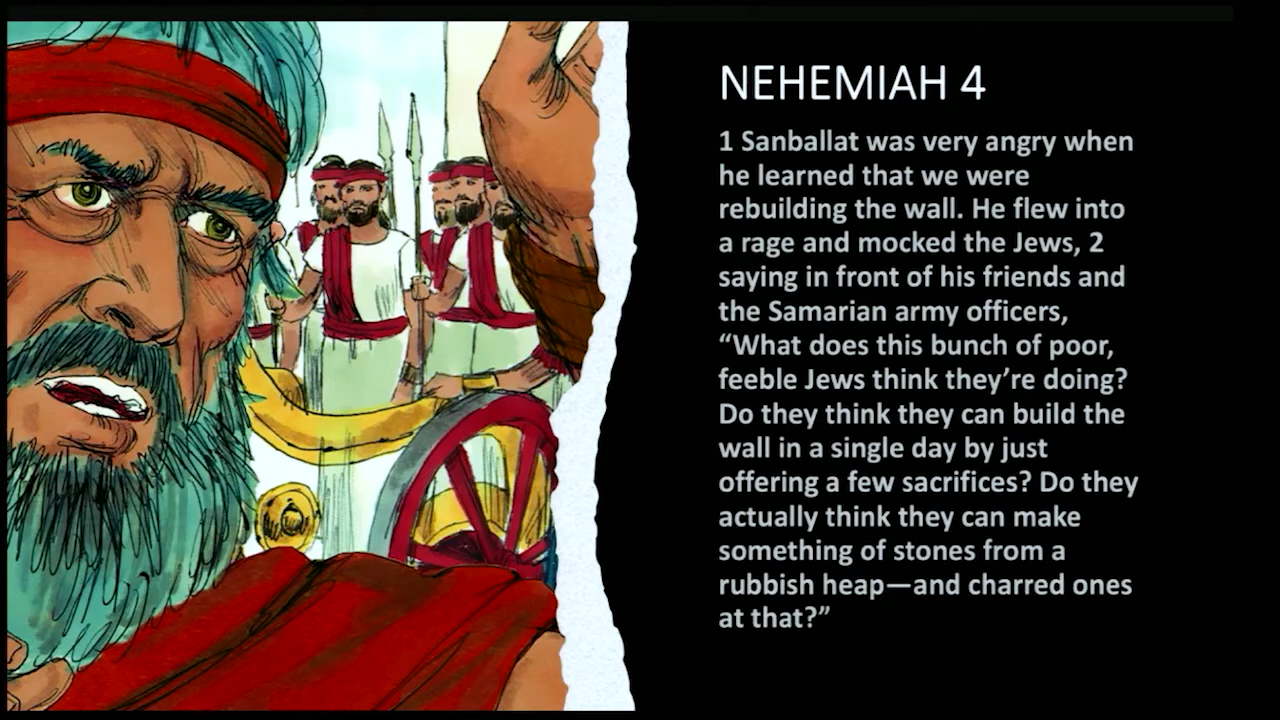 NEHEMIAH 4
1 Sanballat was very angry when
he learned that we were
rebuilding the wall. He flew into
a rage and mocked the Jews, 2
saying in front of his friends and
the Samarian army officers,
“What does this bunch of poor,
feeble Jews think they’re doing?
Do they think they can build the
wall in a single day by just
offering a few sacrifices? Do they
actually think they can make
something of stones from a
rubbish heap—and charred ones
at that?”